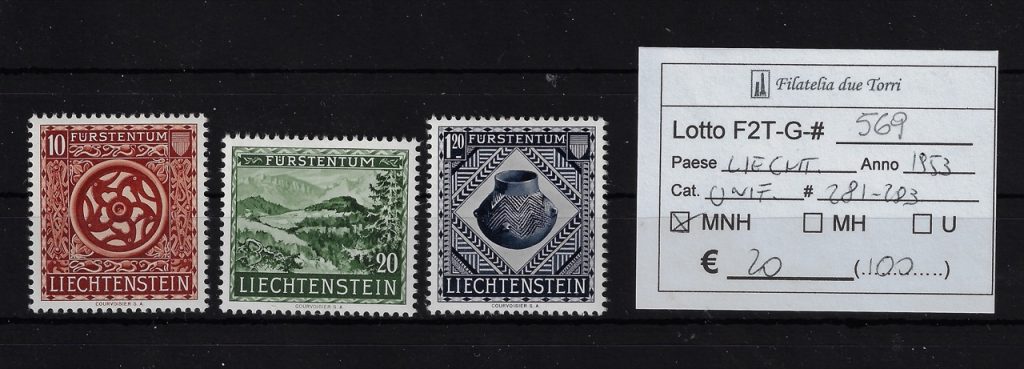 10 FÜRSTENTUM
LIECHTENSTEIN
COURVOISIER S. A.
FÜRSTENTUM
20
LIECHTENSTEIN
COURVOISIER S. A.
1.20 FÜRSTENTUM
LIECHTENSTEIN
COURVOISIER S. A.
Filatelia due Torri
Lotto F2T-G-# 569
Paese LIECHT. Anno 1953
Cat. UNIF. # 281-283
MNH MH U
€ 20 (.100.....)